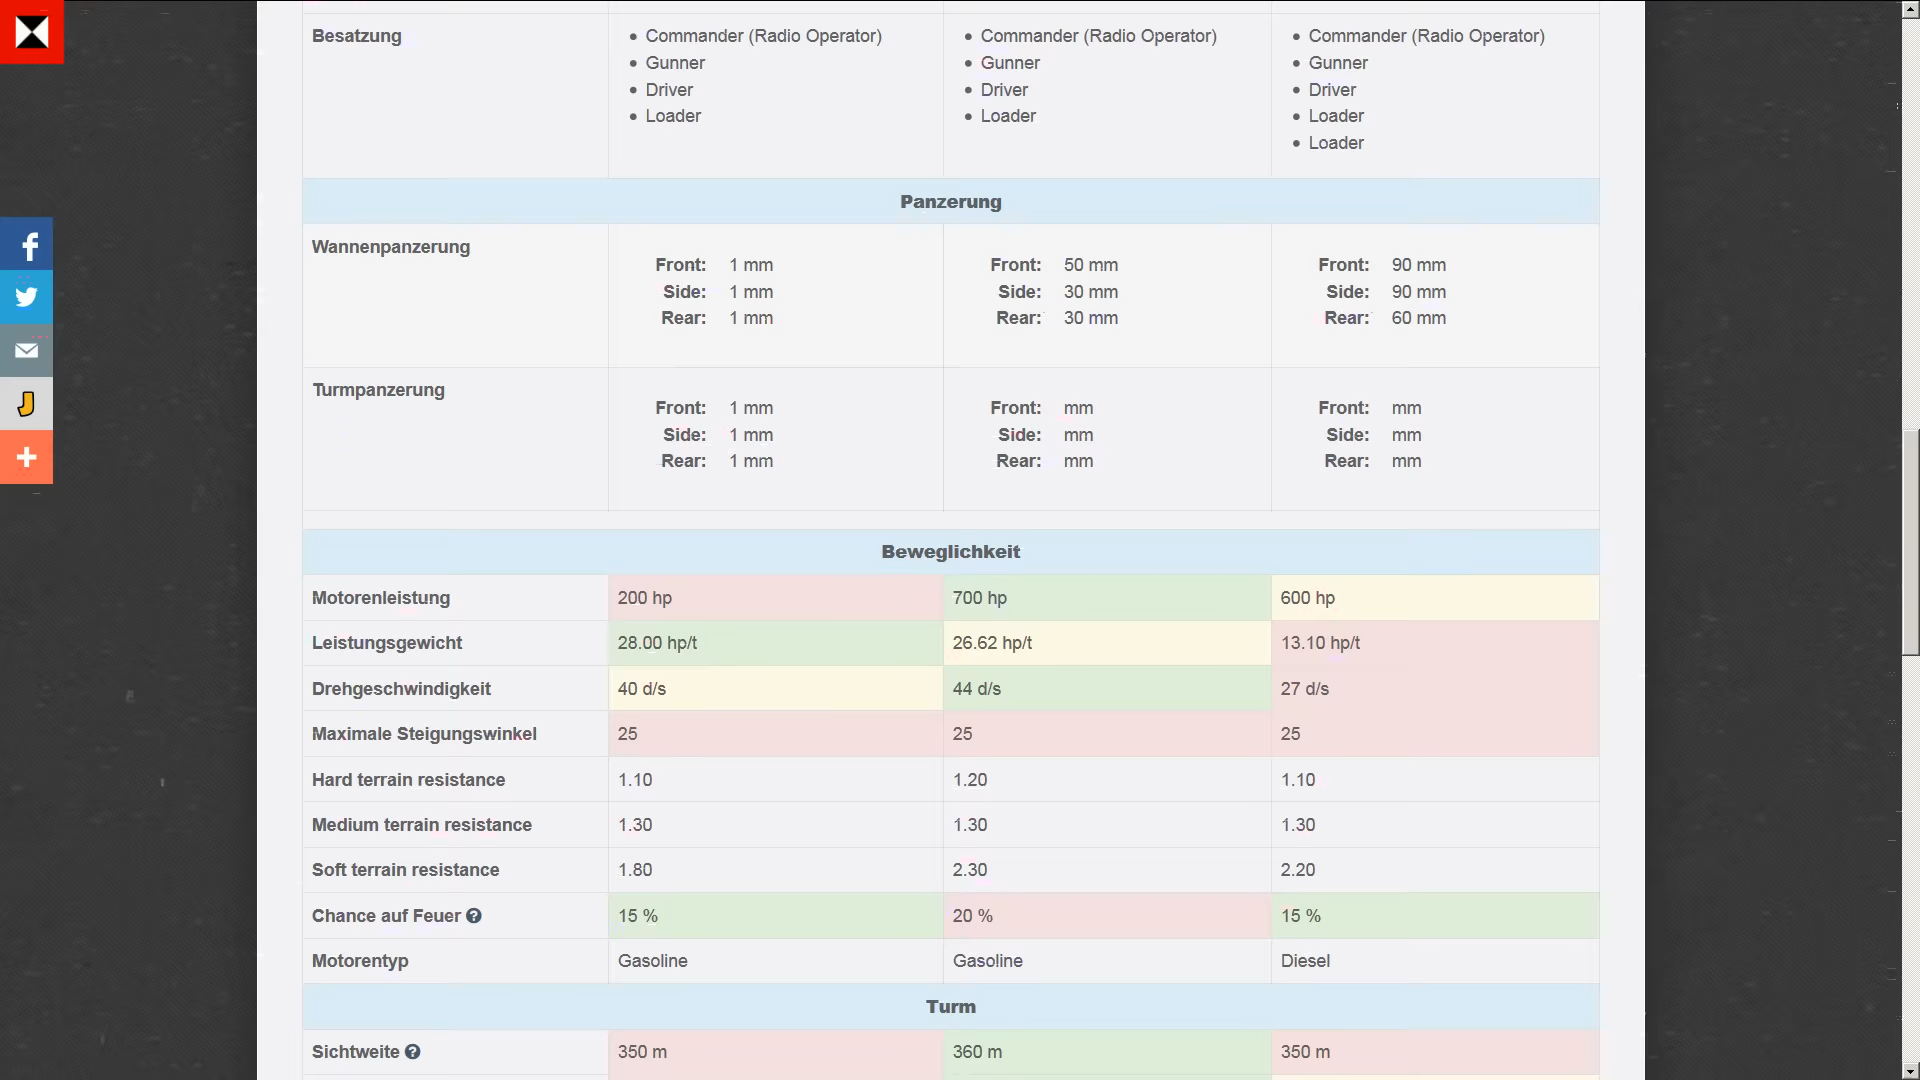 Besatzung
• Commander (Radio Operator) • Commander (Radio Operator) • Commander (Radio Operator)
• Gunner • Gunner • Gunner
• Driver • Driver • Driver
• Loader • Loader • Loader
• Loader
Panzerung
Wannenpanzerung
Front: 1 mm Front: 50 mm Front: 90 mm
Side: 1 mm Side: 30 mm Side: 90 mm
Rear: 1 mm Rear: 30 mm Rear: 60 mm
Turmpanzerung
Front: 1 mm Front: mm Front: mm
Side: 1 mm Side: mm Side: mm
Rear: 1 mm Rear: mm Rear: mm
Beweglichkeit
Motorenleistung 200 hp 700 hp 600 hp
Leistungsgewicht 28.00 hp/t 26.62 hp/t 13.10 hp/t
Drehgeschwindigkeit 40 d/s 44 d/s 27 d/s
Maximale Steigungswinkel 25 25 25
Hard terrain resistance 1.10 1.20 1.10
Medium terrain resistance 1.30 1.30 1.30
Soft terrain resistance 1.80 2.30 2.20
Chance auf Feuer ? 15 % 20 % 15 %
Motorentyp Gasoline Gasoline Diesel
Turm
Sichtweite ? 350 m 360 m 350 m